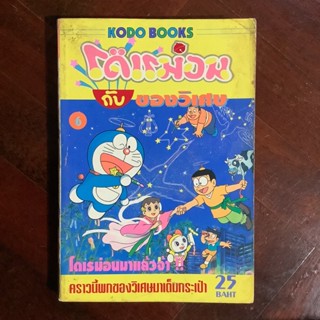 KODO BOOKS
โดเรม่อน
กับ ของวิเศษ
6
โดเรม่อนมาแล้วจ้า !!
คราวนี้พกของวิเศษมาเต็มกระเป๋า
25
BAHT